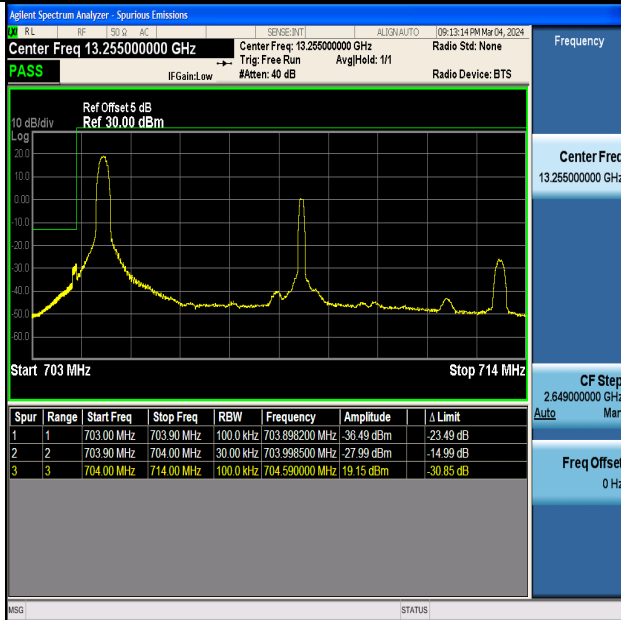 Agilent Spectrum Analyzer - Spurious Emissions
LXI RL RF 50 Ω AC SENSE:INT ALIGN AUTO 09:13:14 PM Mar 04, 2024
Center Freq 13.255000000 GHz
Center Freq: 13.255000000 GHz Radio Std: None
Trig: Free Run Avg|Hold: 1/1
PASS IFGain:Low #Atten: 40 dB Radio Device: BTS
Ref Offset 5 dB
10 dB/div Ref 30.00 dBm
Log
20.0
10.0
0.00
-10.0
-20.0
-30.0
-40.0
-50.0
-60.0
Start 703 MHz Stop 714 MHz
Spur Range Start Freq Stop Freq RBW Frequency Amplitude Δ Limit
1 1 703.00 MHz 703.90 MHz 100.0 kHz 703.898200 MHz -36.49 dBm -23.49 dB
2 2 703.90 MHz 704.00 MHz 30.00 kHz 703.998500 MHz -27.99 dBm -14.99 dB
3 3 704.00 MHz 714.00 MHz 100.0 kHz 704.590000 MHz 19.15 dBm -30.85 dB
MSG STATUS
Frequency
Center Freq
13.255000000 GHz
CF Step
2.649000000 GHz
Auto Man
Freq Offset
0 Hz